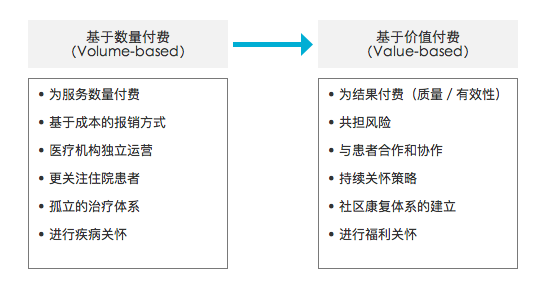 基于数量付费
（Volume-based）
• 为服务数量付费
• 基于成本的报销方式
• 医疗机构独立运营
• 更关注住院患者
• 孤立的治疗体系
• 进行疾病关怀
基于价值付费
（Value-based）
• 为结果付费（质量 / 有效性）
• 共担风险
• 与患者合作和协作
• 持续关怀策略
• 社区康复体系的建立
• 进行福利关怀